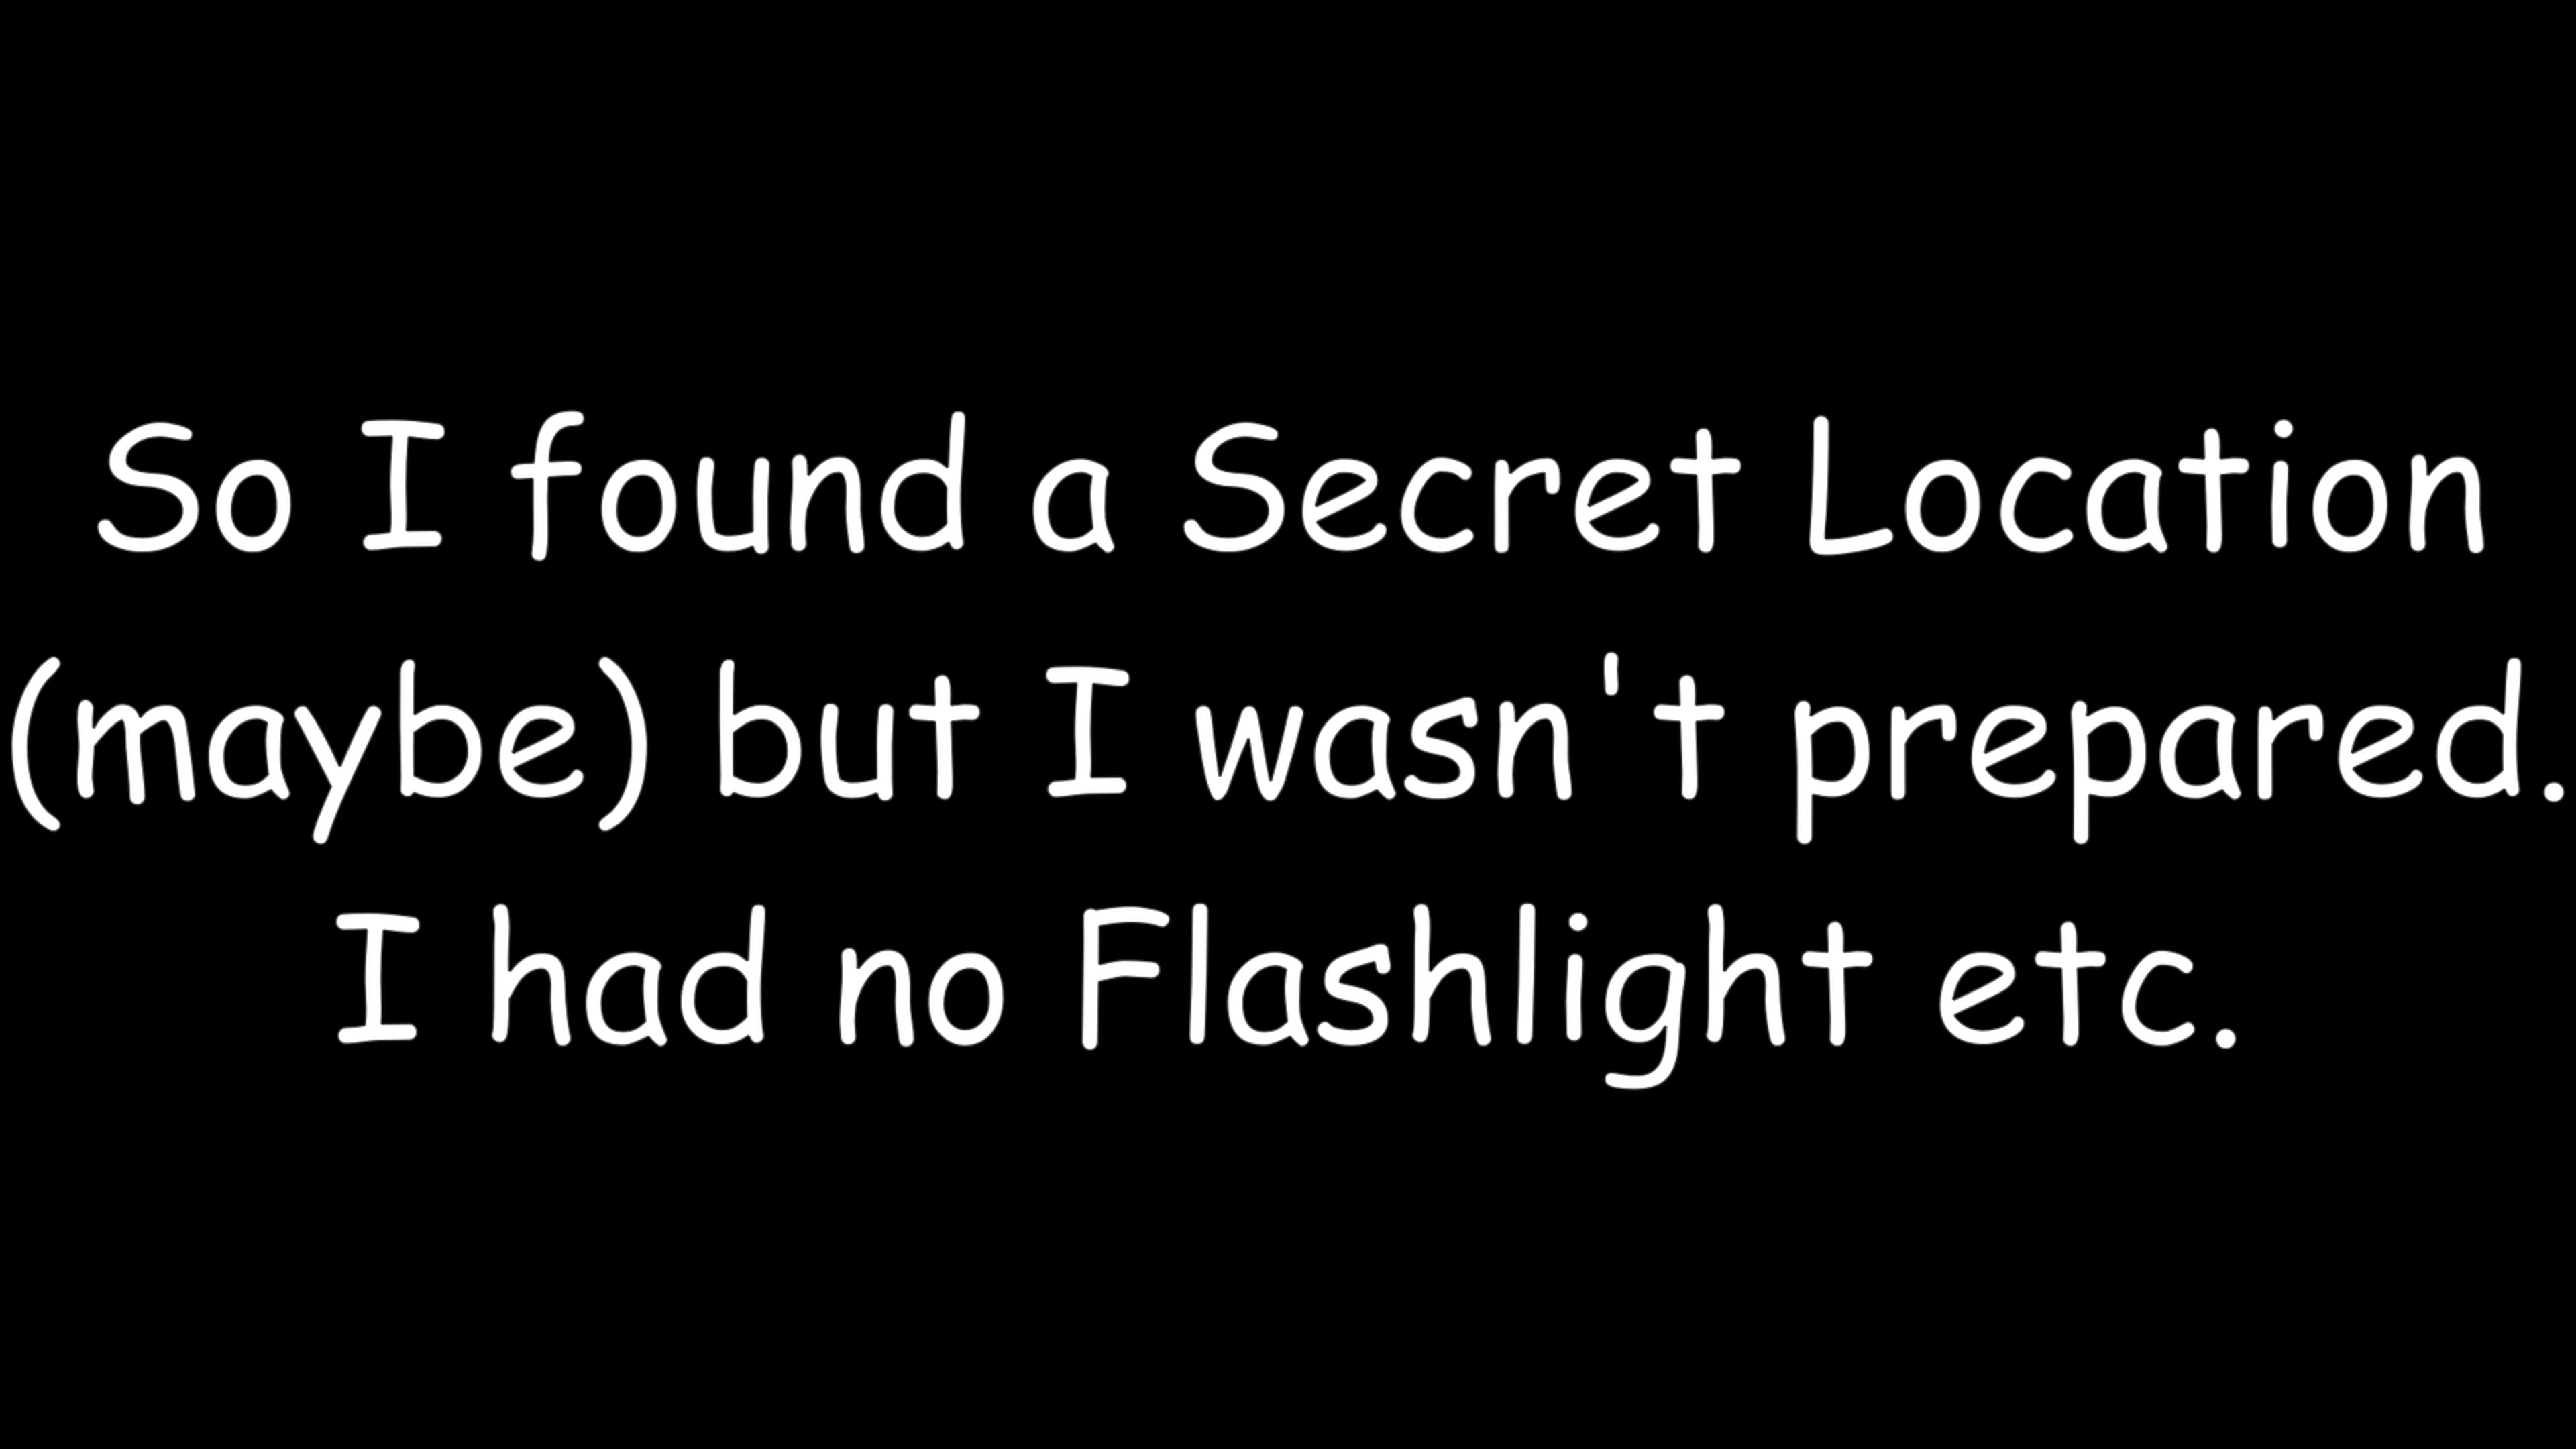 So I found a Secret Location
(maybe) but I wasn't prepared.
I had no Flashlight etc.